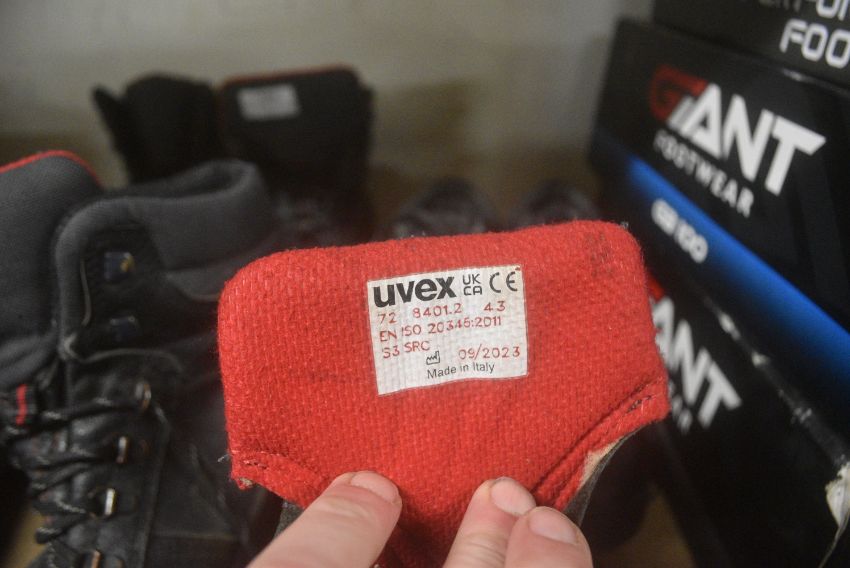 uvex UK CA CE
72 8401.2 43
EN ISO 20345:2011
S3 SRC
09/2023
Made in Italy
FOO
GIANT
FOOTWEAR
ANT